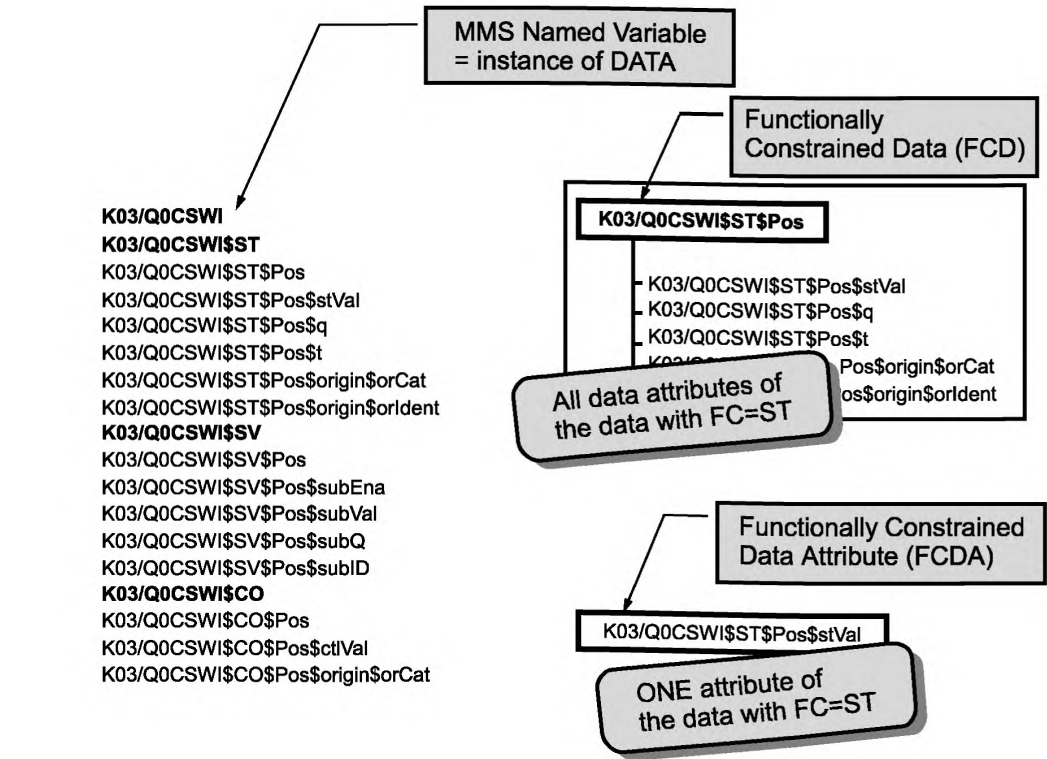 MMS Named Variable
= instance of DATA
Functionally
Constrained Data (FCD)
K03/Q0CSWI
K03/Q0CSWI$ST
K03/Q0CSWI$ST$Pos
K03/Q0CSWI$ST$Pos$stVal
K03/Q0CSWI$ST$Pos$q
K03/Q0CSWI$ST$Pos$t
K03/Q0CSWI$ST$Pos$origin$orCat
K03/Q0CSWI$ST$Pos$origin$orIdent
K03/Q0CSWI$SV
K03/Q0CSWI$SV$Pos
K03/Q0CSWI$SV$Pos$subEna
K03/Q0CSWI$SV$Pos$subVal
K03/Q0CSWI$SV$Pos$subQ
K03/Q0CSWI$SV$Pos$subID
K03/Q0CSWI$CO
K03/Q0CSWI$CO$Pos
K03/Q0CSWI$CO$Pos$ctlVal
K03/Q0CSWI$CO$Pos$origin$orCat
K03/Q0CSWI$ST$Pos
K03/Q0CSWI$ST$Pos$stVal
K03/Q0CSWI$ST$Pos$q
K03/Q0CSWI$ST$Pos$t
Pos$origin$orCat
os$origin$orIdent
All data attributes of
the data with FC=ST
Functionally Constrained
Data Attribute (FCDA)
K03/Q0CSWI$ST$Pos$stVal
ONE attribute of
the data with FC=ST